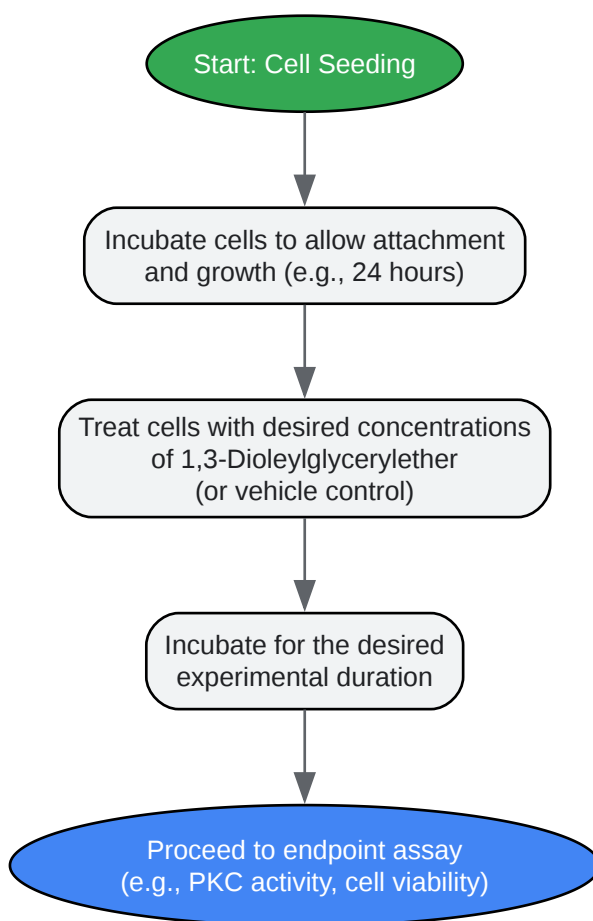 Start: Cell Seeding
Incubate cells to allow attachment
and growth (e.g., 24 hours)
Treat cells with desired concentrations
of 1,3-Dioleylglycerylether
(or vehicle control)
Incubate for the desired
experimental duration
Proceed to endpoint assay
(e.g., PKC activity, cell viability)